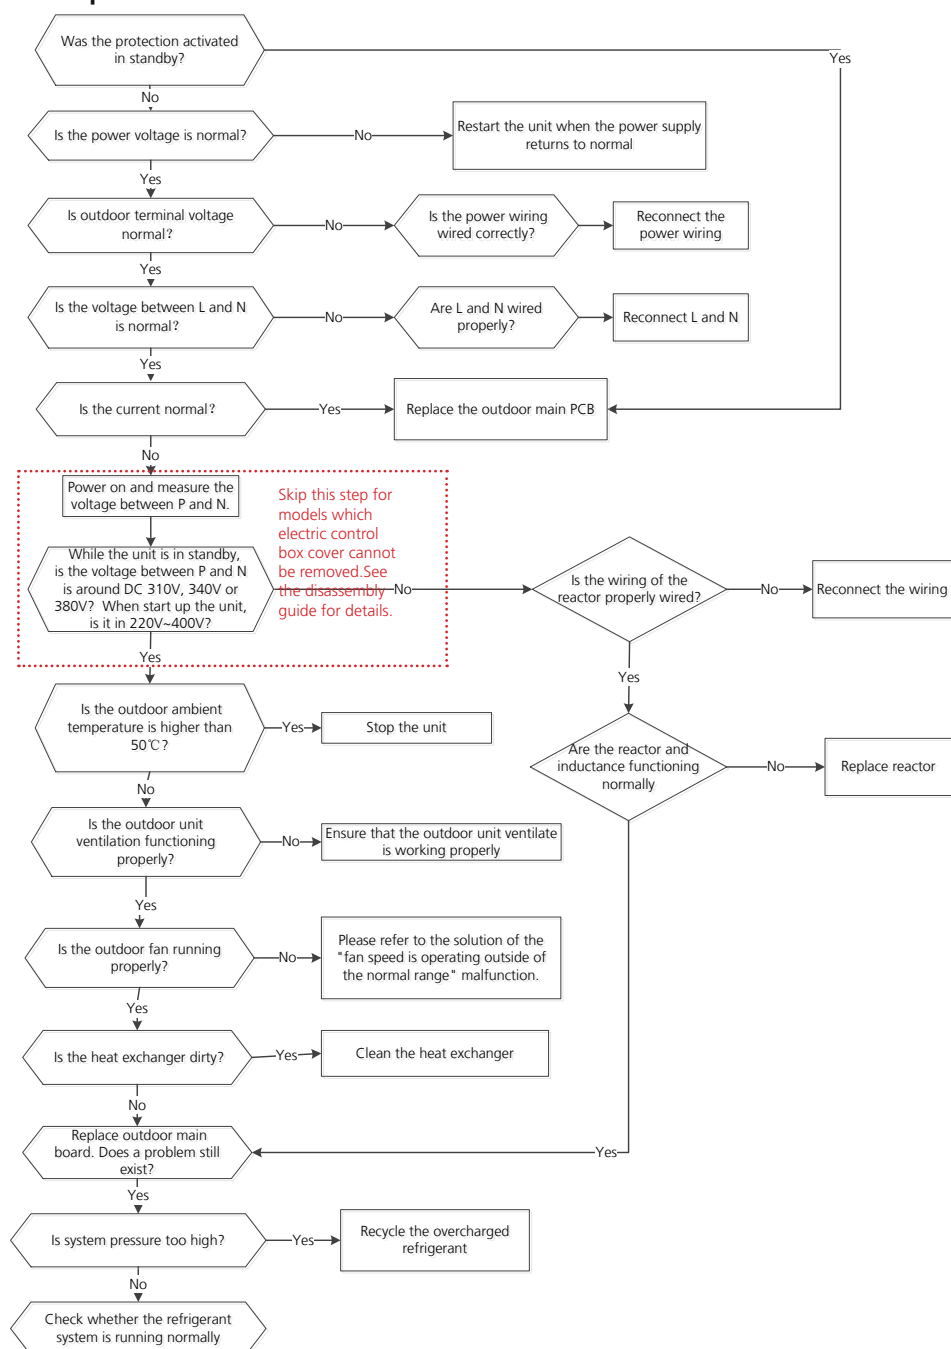 Was the protection activated
in standby?
Yes
No
Is the power voltage is normal?
No
Restart the unit when the power supply
returns to normal
Yes
Is outdoor terminal voltage
normal?
No
Is the power wiring
wired correctly?
Reconnect the
power wiring
Yes
Is the voltage between L and N
is normal?
No
Are L and N wired
properly?
Reconnect L and N
Yes
Is the current normal?
Yes
Replace the outdoor main PCB
No
Power on and measure the
voltage between P and N.
Skip this step for
models which
electric control
box cover cannot
be removed.See
the disassembly
guide for details.
While the unit is in standby,
is the voltage between P and N
is around DC 310V, 340V or
380V? When start up the unit,
is it in 220V~400V?
No
Is the wiring of the
reactor properly wired?
No
Reconnect the wiring
Yes
Yes
Is the outdoor ambient
temperature is higher than
50℃?
Yes
Stop the unit
Are the reactor and
inductance functioning
normally
No
Replace reactor
No
Is the outdoor unit
ventilation functioning
properly?
No
Ensure that the outdoor unit ventilate
is working properly
Yes
Is the outdoor fan running
properly?
No
Please refer to the solution of the
"fan speed is operating outside of
the normal range" malfunction.
Yes
Is the heat exchanger dirty?
Yes
Clean the heat exchanger
No
Replace outdoor main
board. Does a problem still
exist?
Yes
Yes
Is system pressure too high?
Yes
Recycle the overcharged
refrigerant
No
Check whether the refrigerant
system is running normally